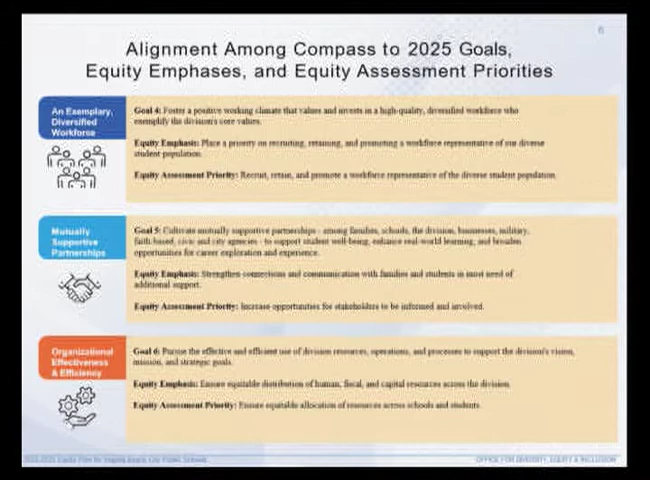 6
Alignment Among Compass to 2025 Goals,
Equity Emphases, and Equity Assessment Priorities
An Exemplary,
Diversified
Workforce
Goal 4: Foster a positive working climate that values and invests in a high-quality, diversified workforce who
exemplify the division's core values.
Equity Emphasis: Place a priority on recruiting, retaining, and promoting a workforce representative of our diverse
student population.
Equity Assessment Priority: Recruit, retain, and promote a workforce representative of the diverse student population.
Mutually
Supportive
Partnerships
Goal 5: Cultivate mutually supportive partnerships - among families, schools, the division, businesses, military,
faith-based, civic and city agencies - to support student well-being, enhance real-world learning, and broaden
opportunities for career exploration and experience.
Equity Emphasis: Strengthen connections and communication with families and students in most need of
additional support.
Equity Assessment Priority: Increase opportunities for stakeholders to be informed and involved.
Organizational
Effectiveness
& Efficiency
Goal 6: Pursue the effective and efficient use of division resources, operations, and processes to support the division's vision,
mission, and strategic goals.
Equity Emphasis: Ensure equitable distribution of human, fiscal, and capital resources across the division.
Equity Assessment Priority: Ensure equitable allocation of resources across schools and students.
Equity Plan for Virginia Beach City Public Schools
OFFICE FOR DIVERSITY, EQUITY & INCLUSION